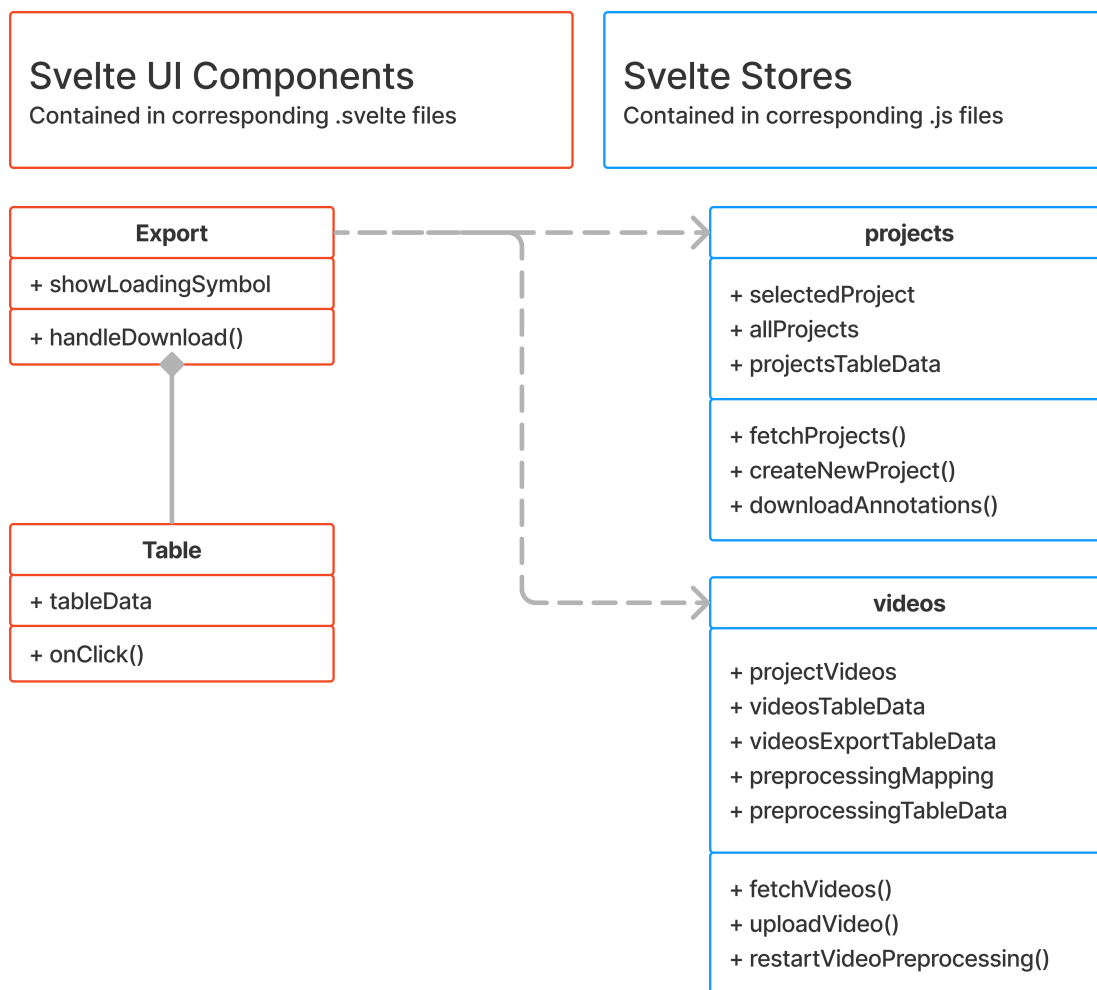 Svelte UI Components
Contained in corresponding .svelte files
Svelte Stores
Contained in corresponding .js files
Export
+ showLoadingSymbol
+ handleDownload()
Table
+ tableData
+ onClick()
projects
+ selectedProject
+ allProjects
+ projectsTableData
+ fetchProjects()
+ createNewProject()
+ downloadAnnotations()
videos
+ projectVideos
+ videosTableData
+ videosExportTableData
+ preprocessingMapping
+ preprocessingTableData
+ fetchVideos()
+ uploadVideo()
+ restartVideoPreprocessing()